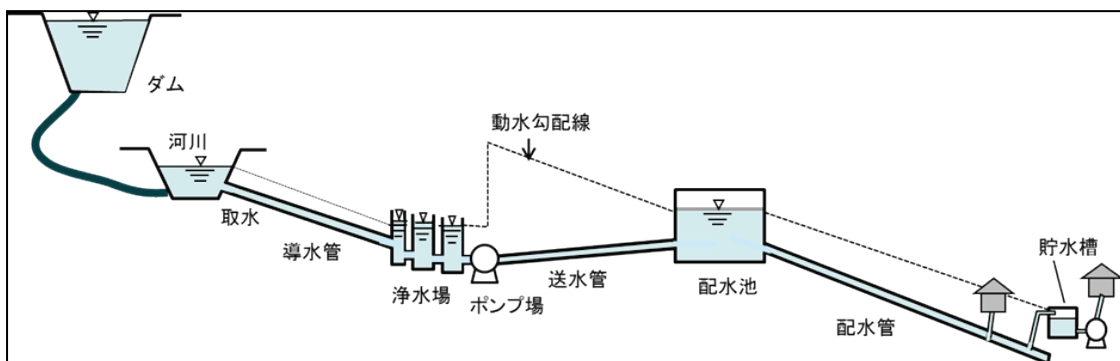 ダム
河川
取水
導水管
浄水場
ポンプ場
動水勾配線
送水管
配水池
配水管
貯水槽